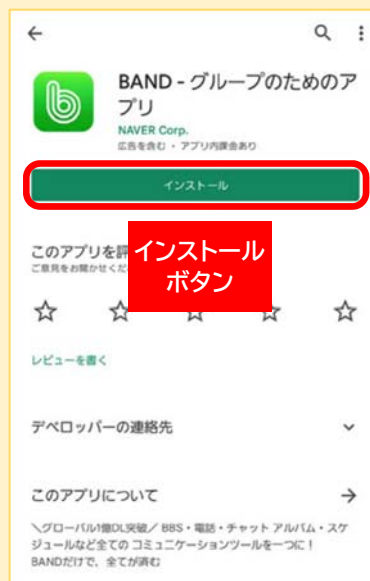 BAND - グループのためのア
プリ
NAVER Corp.
広告を含む ・ アプリ内課金あり
インストール
このアプリを評
ご意見をお聞かせくだ
インストール
ボタン
レビューを書く
デベロッパーの連絡先
このアプリについて
＼グローバル1億DL突破／ BBS・電話・チャット アルバム・スケ
ジュールなど全ての コミュニケーションツールを一つに！
BANDだけで、全てが済む